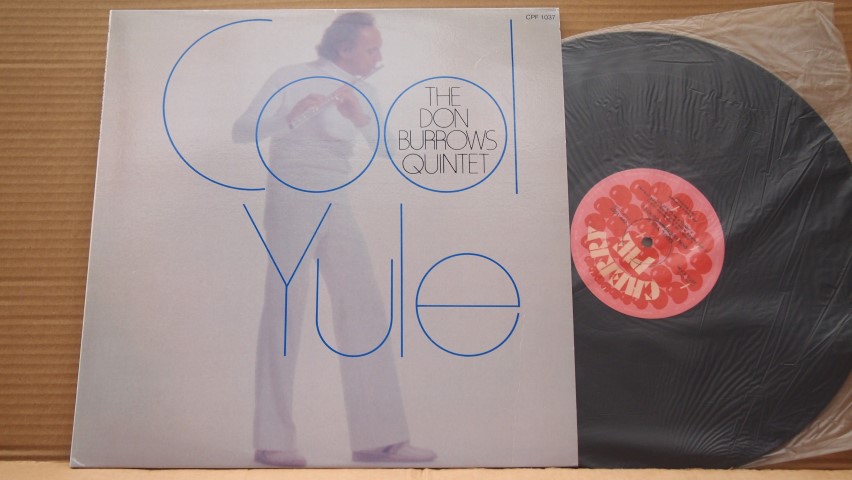 CPF 1037
Cool
THE
DON
BURROWS
QUINTET
Yule
CHERRY
PIE